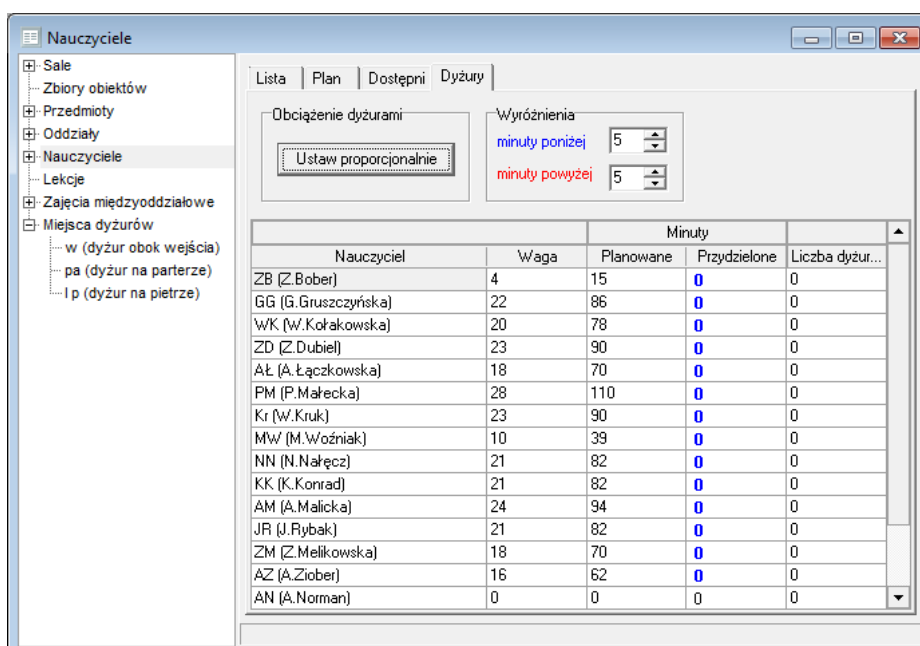 Nauczyciele
Sale
Zbiory obiektów
Przedmioty
Oddziały
Nauczyciele
Lekcje
Zajęcia międzyoddziałowe
Miejsca dyżurów
w (dyżur obok wejścia)
pa (dyżur na parterze)
I p (dyżur na pietrze)
Lista Plan Dostępni Dyżury
Obciążenie dyżurami
Ustaw proporcjonalnie
Wyróżnienia
minuty poniżej 5
minuty powyżej 5
Minuty
Nauczyciel Waga Planowane Przydzielone Liczba dyżur...
ZB (Z.Bober) 4 15 0 0
GG (G.Gruszczyńska) 22 86 0 0
WK (W.Kołakowska) 20 78 0 0
ZD (Z.Dubiel) 23 90 0 0
AŁ (A.Łączkowska) 18 70 0 0
PM (P.Małecka) 28 110 0 0
Kr (W.Kruk) 23 90 0 0
MW (M.Woźniak) 10 39 0 0
NN (N.Nałęcz) 21 82 0 0
KK (K.Konrad) 21 82 0 0
AM (A.Malicka) 24 94 0 0
JR (J.Rybak) 21 82 0 0
ZM (Z.Melikowska) 18 70 0 0
AZ (A.Ziober) 16 62 0 0
AN (A.Norman) 0 0 0 0